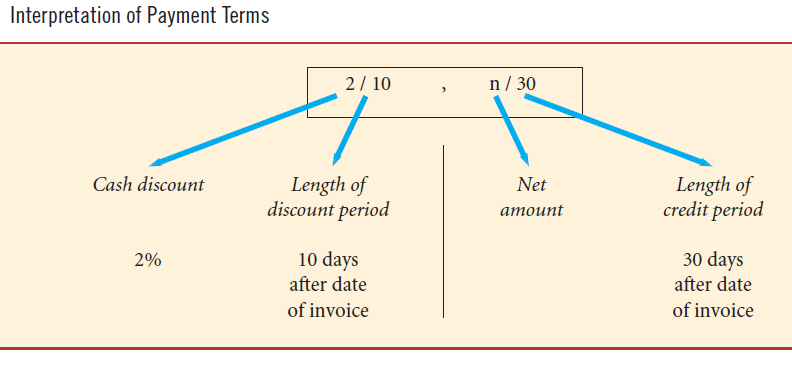 Interpretation of Payment Terms
2 / 10 , n / 30
Cash discount
Length of
discount period
Net
amount
Length of
credit period
2%
10 days
after date
of invoice
30 days
after date
of invoice